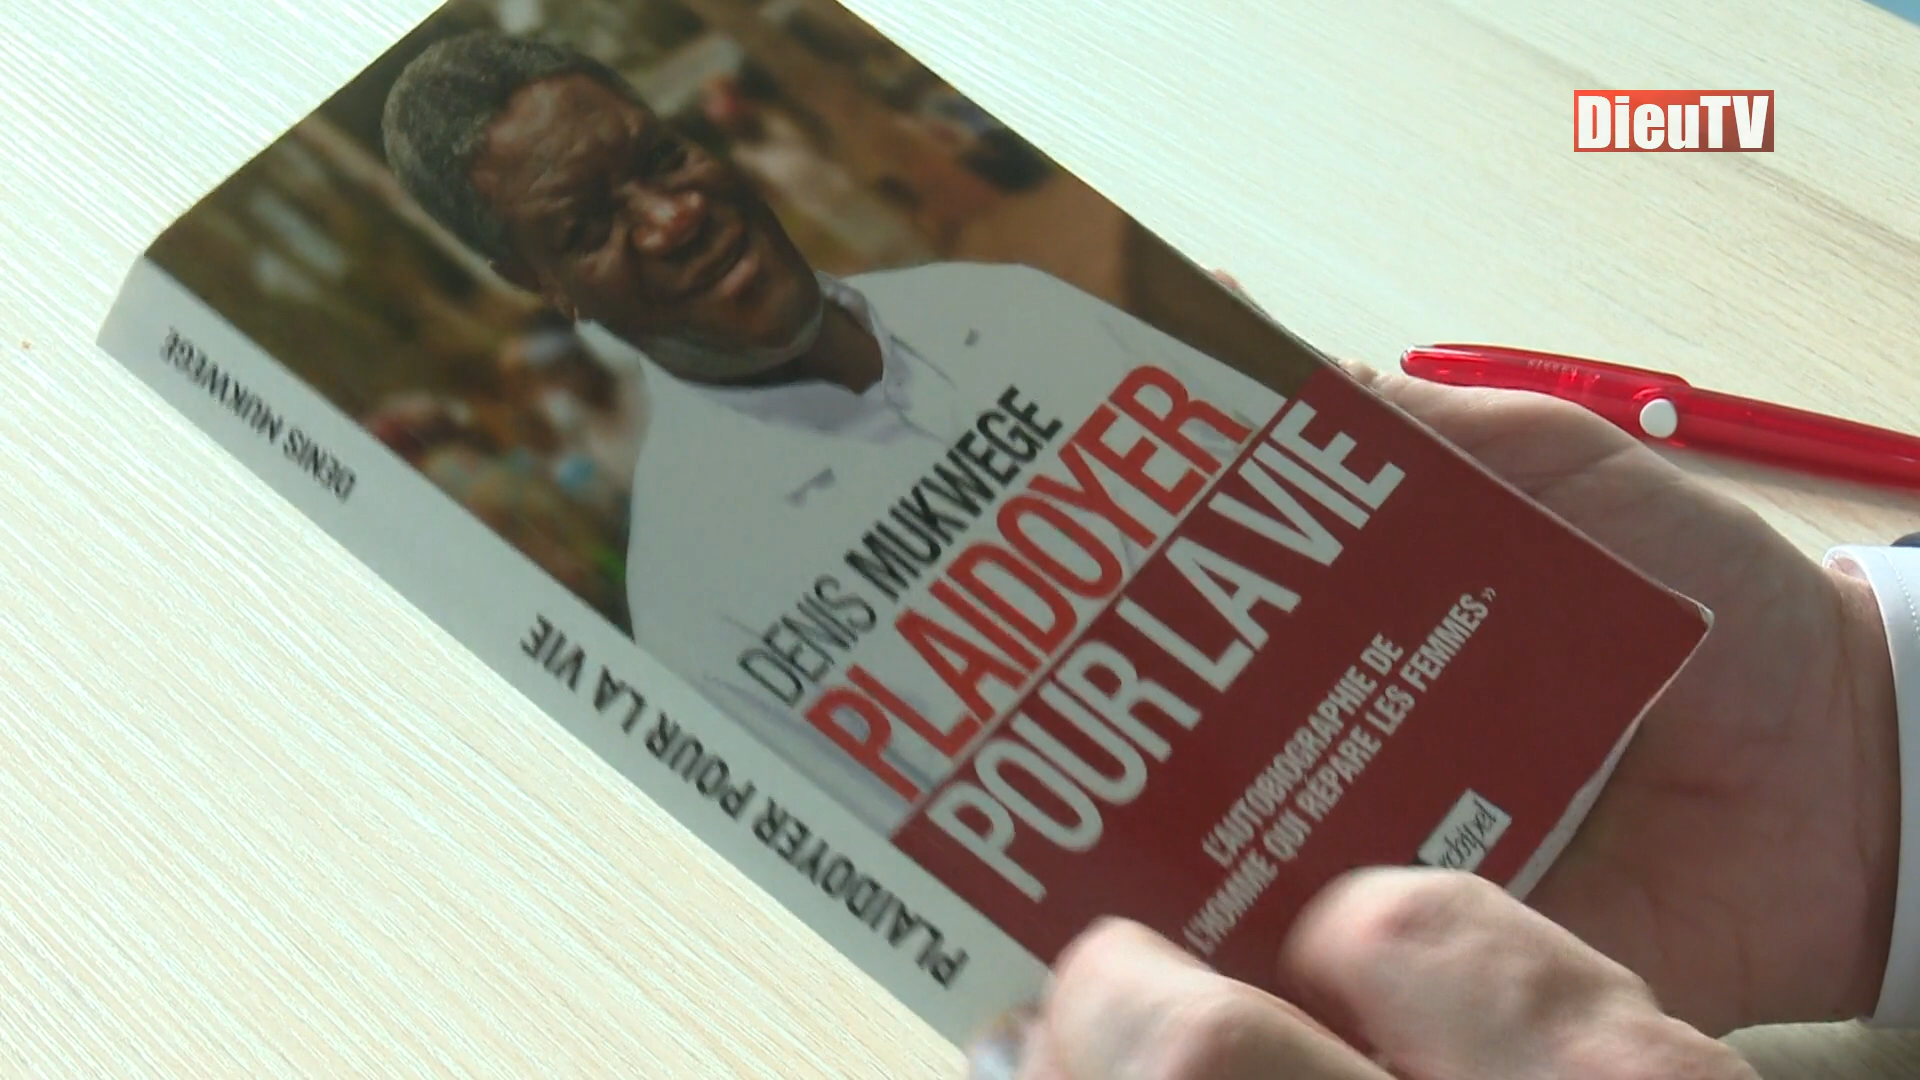 DieuTV
DENIS MUKWEGE
PLAIDOYER
POUR LA VIE
L'AUTOBIOGRAPHIE DE
L'HOMME QUI RÉPARE LES FEMMES»
DENIS MUKWEGE
PLAIDOYER POUR LA VIE